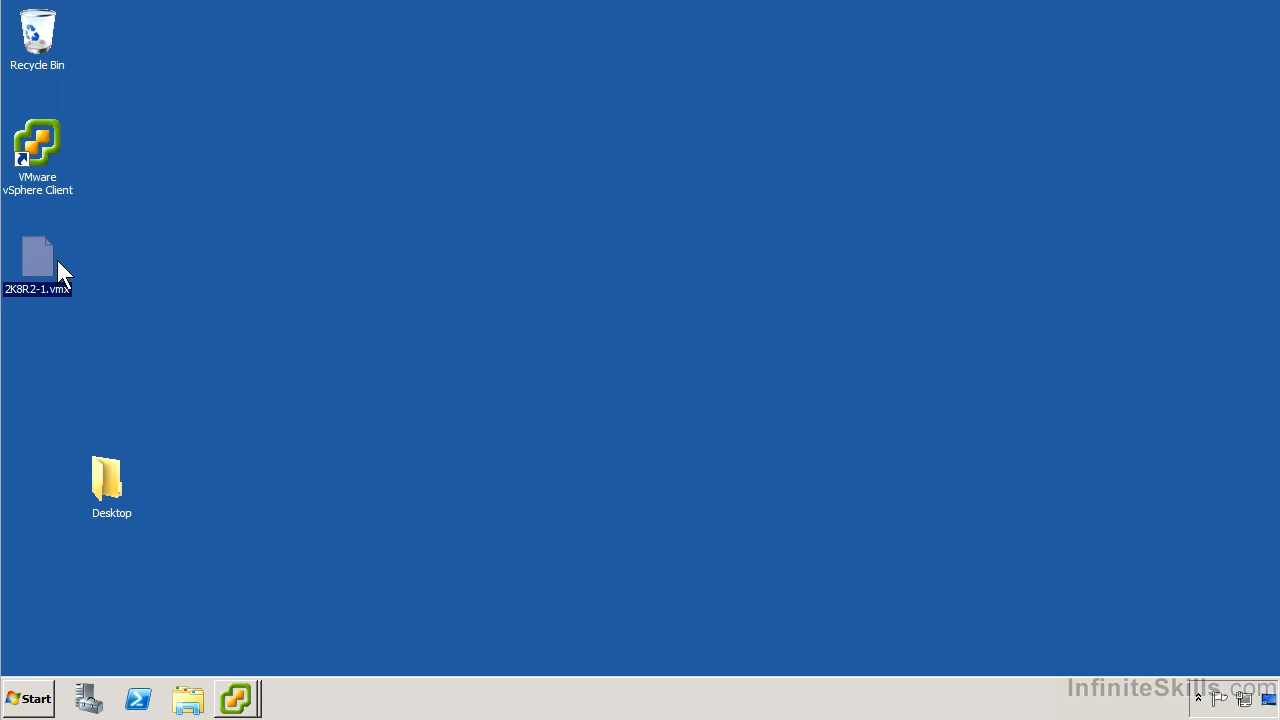 Recycle Bin
VMware
vSphere Client
2K8R2-1.vmx
Desktop
Start
InfiniteSkills.com